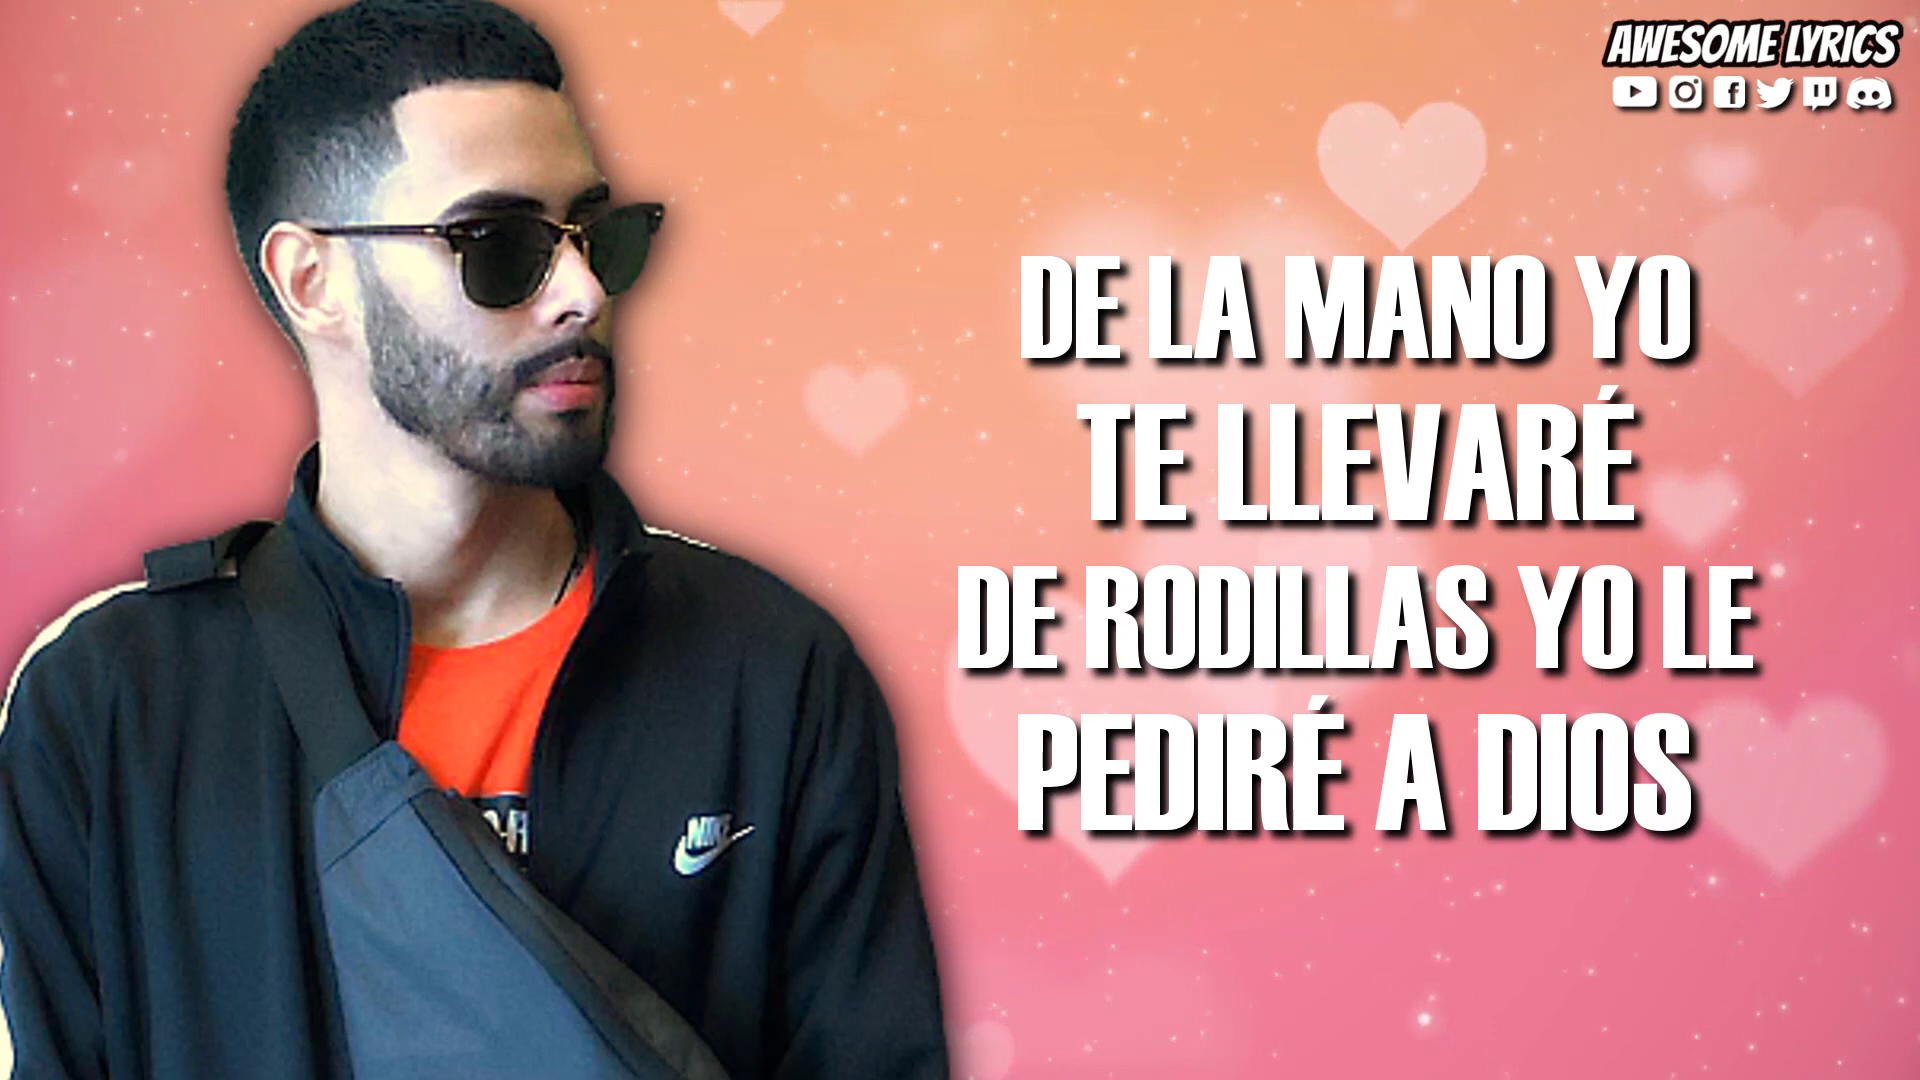 AWESOME LYRICS
DE LA MANO YO
TE LLEVARÉ
DE RODILLAS YO LE
PEDIRÉ A DIOS
NIKE